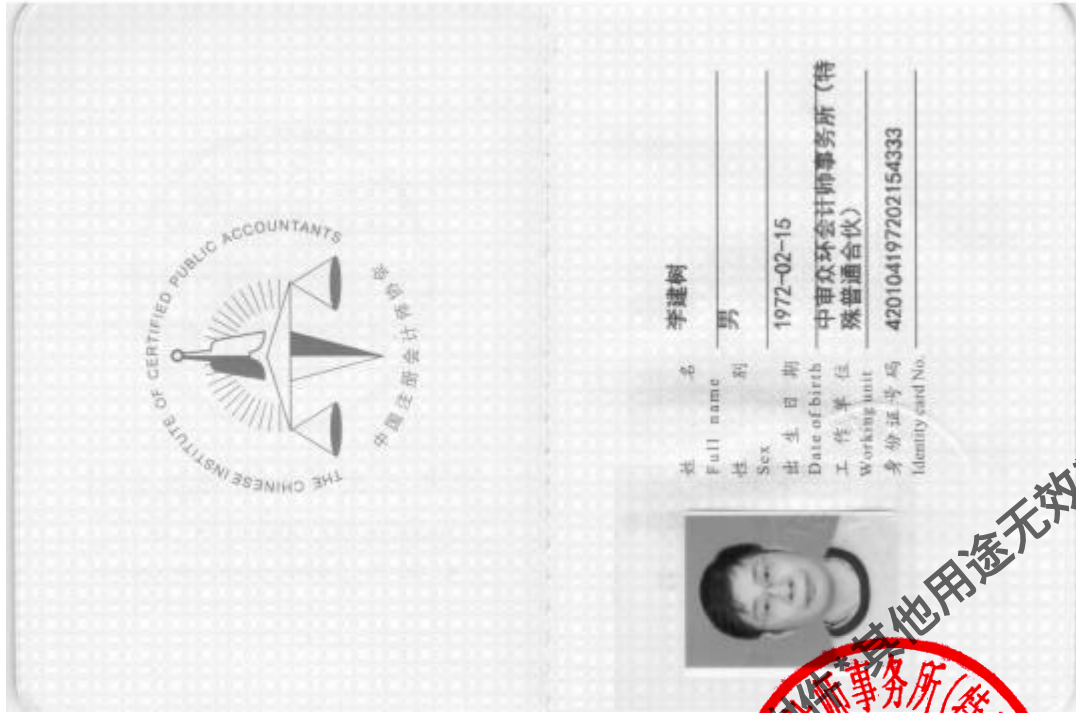 THE CHINESE INSTITUTE OF CERTIFIED PUBLIC ACCOUNTANTS
中国注册会计师协会
姓 名 李建树
Full name
性 别 男
Sex
出 生 日 期 1972-02-15
Date of birth
工 作 单 位 中审众环会计师事务所（特
殊普通合伙）
Working unit
身 份 证 号 码 420104197202154333
Identity card No.
附件*其他用途无效*
师事务所(特